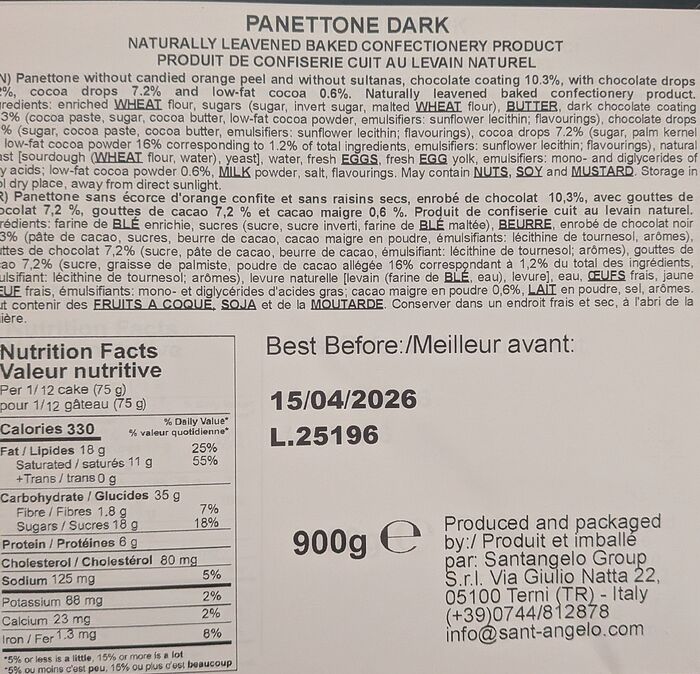 PANETTONE DARK
NATURALLY LEAVENED BAKED CONFECTIONERY PRODUCT
PRODUIT DE CONFISERIE CUIT AU LEVAIN NATUREL
N) Panettone without candied orange peel and without sultanas, chocolate coating 10.3%, with chocolate drops
%, cocoa drops 7.2% and low-fat cocoa 0.6%. Naturally leavened baked confectionery product.
redients: enriched WHEAT flour, sugars (sugar, invert sugar, malted WHEAT flour), BUTTER, dark chocolate coating
3% (cocoa paste, sugar, cocoa butter, low-fat cocoa powder, emulsifiers: sunflower lecithin; flavourings), chocolate drops
% (sugar, cocoa paste, cocoa butter, emulsifiers: sunflower lecithin; flavourings), cocoa drops 7.2% (sugar, palm kernel
low-fat cocoa powder 16% corresponding to 1.2% of total ingredients, emulsifiers: sunflower lecithin; flavourings), natural
ast [sourdough (WHEAT flour, water), yeast], water, fresh EGGS, fresh EGG yolk, emulsifiers: mono- and diglycerides of
y acids; low-fat cocoa powder 0.6%, MILK powder, salt, flavourings. May contain NUTS, SOY and MUSTARD. Storage in
ol dry place, away from direct sunlight.
R) Panettone sans écorce d'orange confite et sans raisins secs, enrobé de chocolat 10,3%, avec gouttes de
ocolat 7,2 %, gouttes de cacao 7,2 % et cacao maigre 0,6 %. Produit de confiserie cuit au levain naturel.
rédients: farine de BLÉ enrichie, sucres (sucre, sucre inverti, farine de BLÉ maltée), BEURRE, enrobé de chocolat noir
3% (pâte de cacao, sucres, beurre de cacao, cacao maigre en poudre, émulsifiants: lécithine de tournesol, arômes),
ttes de chocolat 7,2% (sucre, pâte de cacao, beurre de cacao, émulsifiant: lécithine de tournesol; arômes), gouttes de
ao 7,2% (sucre, graisse de palmiste, poudre de cacao allégée 16% correspondant à 1,2% du total des ingrédients,
ulsifiant: lécithine de tournesol; arômes), levure naturelle [levain (farine de BLÉ, eau), levure], eau, ŒUFS frais, jaune
EUF frais, émulsifiants: mono- et diglycérides d'acides gras; cacao maigre en poudre 0,6%, LAIT en poudre, sel, arômes.
ut contenir des FRUITS A COQUE, SOJA et de la MOUTARDE. Conserver dans un endroit frais et sec, à l'abri de la
ière.
Nutrition Facts
Valeur nutritive
Per 1/12 cake (75 g)
pour 1/12 gâteau (75 g)
Calories 330 % Daily Value*
% valeur quotidienne*
Fat / Lipides 18 g 25%
Saturated / saturés 11 g 55%
+Trans / trans 0 g
Carbohydrate / Glucides 35 g
Fibre / Fibres 1.8 g 7%
Sugars / Sucres 18 g 18%
Protein / Protéines 6 g
Cholesterol / Cholestérol 80 mg
Sodium 125 mg 5%
Potassium 88 mg 2%
Calcium 23 mg 2%
Iron / Fer 1.3 mg 8%
*5% or less is a little, 15% or more is a lot
*5% ou moins c'est peu, 15% ou plus c'est beaucoup
Best Before:/Meilleur avant:
15/04/2026
L.25196
900g ℮
Produced and packaged
by:/ Produit et imballé
par: Santangelo Group
S.r.l. Via Giulio Natta 22,
05100 Terni (TR) - Italy
(+39)0744/812878
info@sant-angelo.com